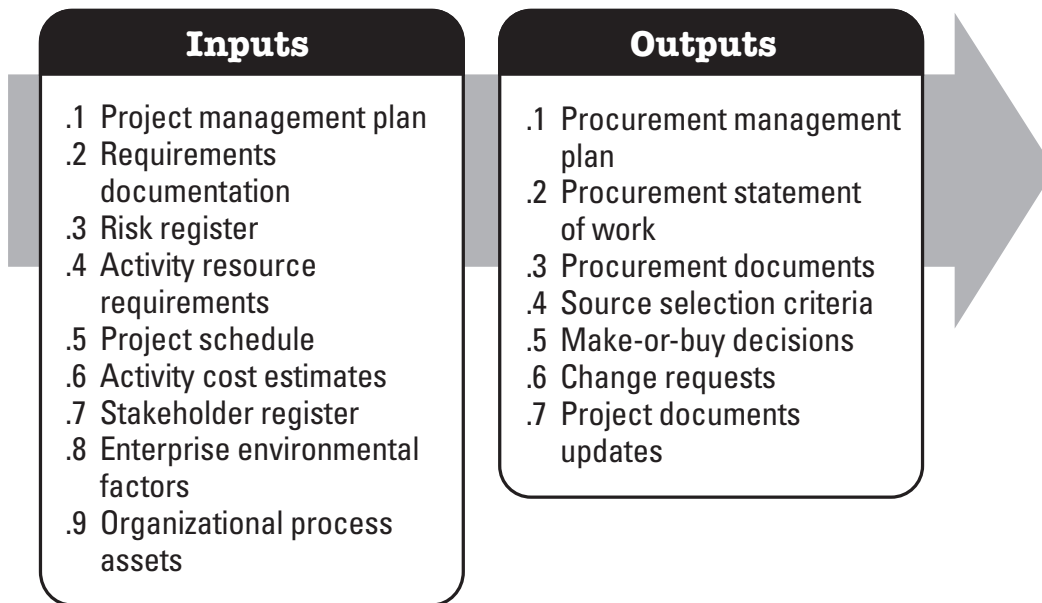 Inputs
.1 Project management plan
.2 Requirements
documentation
.3 Risk register
.4 Activity resource
requirements
.5 Project schedule
.6 Activity cost estimates
.7 Stakeholder register
.8 Enterprise environmental
factors
.9 Organizational process
assets
Outputs
.1 Procurement management
plan
.2 Procurement statement
of work
.3 Procurement documents
.4 Source selection criteria
.5 Make-or-buy decisions
.6 Change requests
.7 Project documents
updates